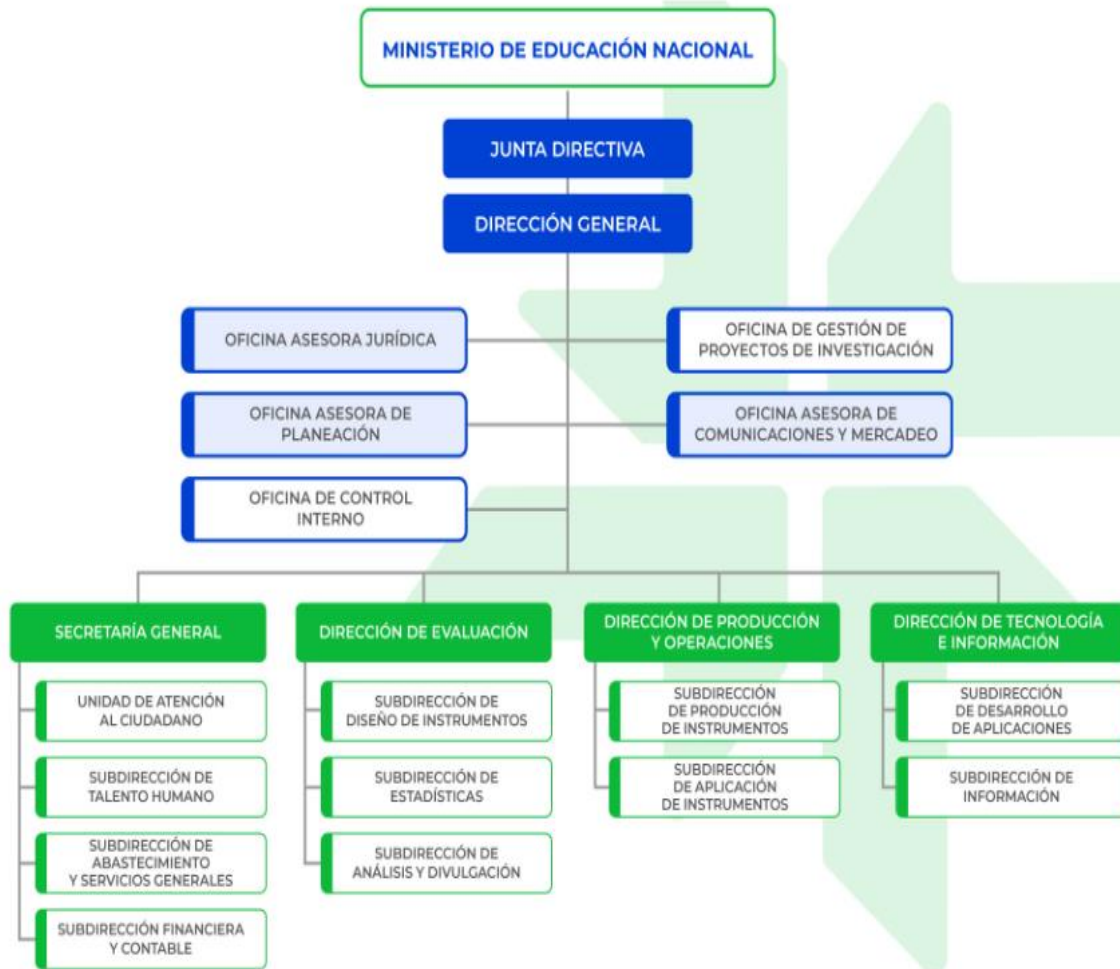 MINISTERIO DE EDUCACIÓN NACIONAL
JUNTA DIRECTIVA
DIRECCIÓN GENERAL
OFICINA ASESORA JURÍDICA
OFICINA DE GESTIÓN DE
PROYECTOS DE INVESTIGACIÓN
OFICINA ASESORA DE
PLANEACIÓN
OFICINA ASESORA DE
COMUNICACIONES Y MERCADEO
OFICINA DE CONTROL
INTERNO
SECRETARÍA GENERAL
UNIDAD DE ATENCIÓN
AL CIUDADANO
SUBDIRECCIÓN DE
TALENTO HUMANO
SUBDIRECCIÓN DE
ABASTECIMIENTO
Y SERVICIOS GENERALES
SUBDIRECCIÓN FINANCIERA
Y CONTABLE
DIRECCIÓN DE EVALUACIÓN
SUBDIRECCIÓN DE
DISEÑO DE INSTRUMENTOS
SUBDIRECCIÓN DE
ESTADÍSTICAS
SUBDIRECCIÓN DE
ANÁLISIS Y DIVULGACIÓN
DIRECCIÓN DE PRODUCCIÓN
Y OPERACIONES
SUBDIRECCIÓN
DE PRODUCCIÓN
DE INSTRUMENTOS
SUBDIRECCIÓN
DE APLICACIÓN
DE INSTRUMENTOS
DIRECCIÓN DE TECNOLOGÍA
E INFORMACIÓN
SUBDIRECCIÓN
DE DESARROLLO
DE APLICACIONES
SUBDIRECCIÓN DE
INFORMACIÓN